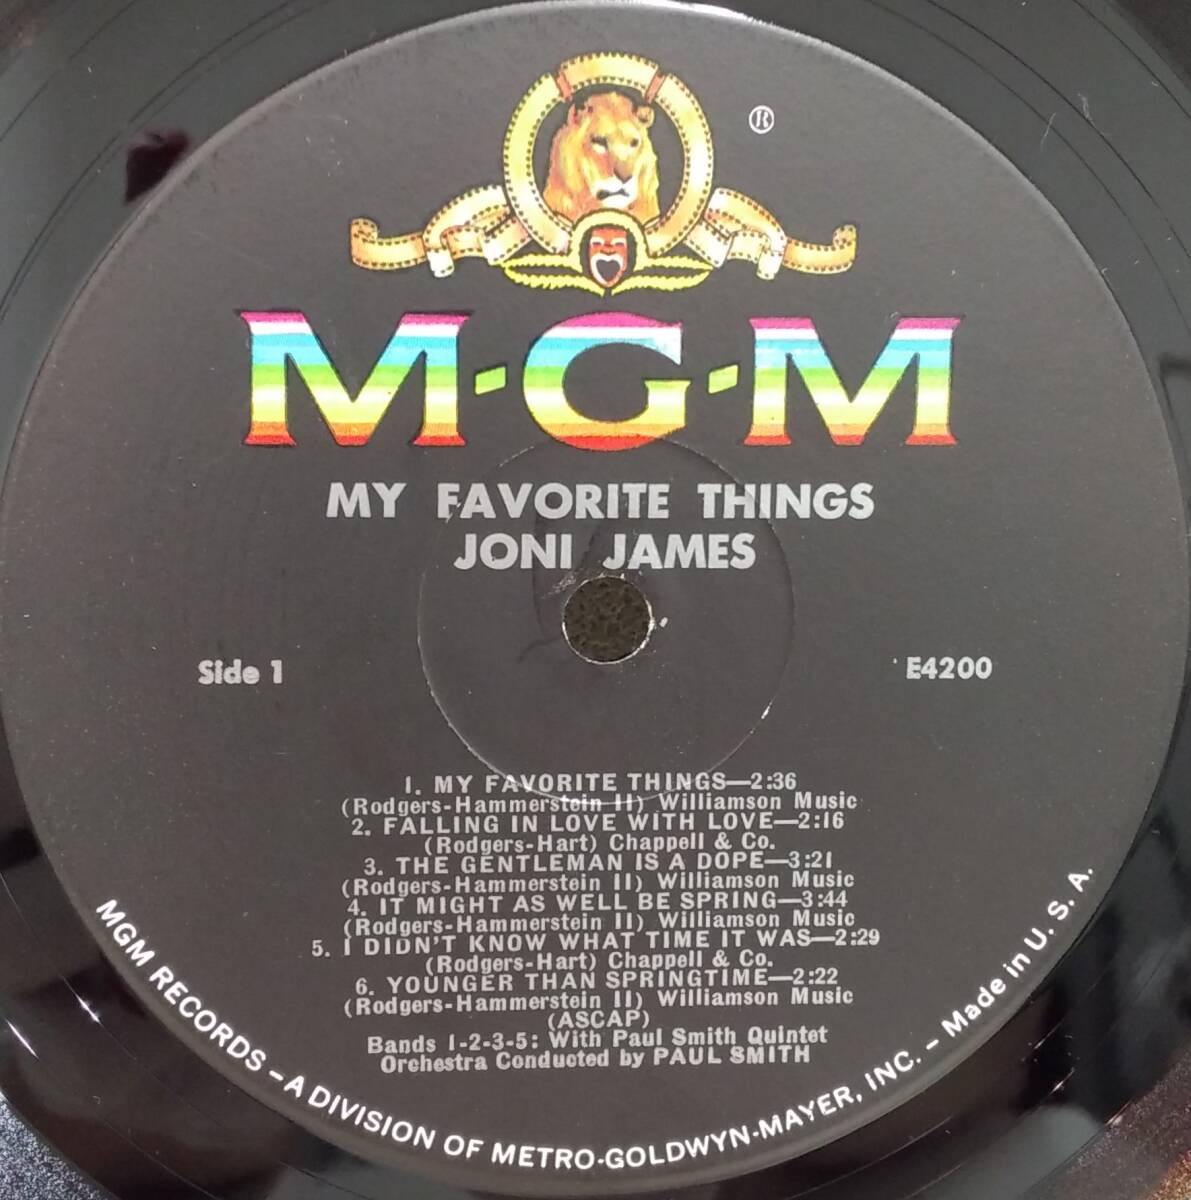 ®
M-G-M
MY FAVORITE THINGS
JONI JAMES
Side 1
E4200
1. MY FAVORITE THINGS—2:36
(Rodgers-Hammerstein II) Williamson Music
2. FALLING IN LOVE WITH LOVE—2:16
(Rodgers-Hart) Chappell & Co.
3. THE GENTLEMAN IS A DOPE—3:21
(Rodgers-Hammerstein II) Williamson Music
4. IT MIGHT AS WELL BE SPRING—3:44
(Rodgers-Hammerstein II) Williamson Music
5. I DIDN'T KNOW WHAT TIME IT WAS—2:29
(Rodgers-Hart) Chappell & Co.
6. YOUNGER THAN SPRINGTIME—2:22
(Rodgers-Hammerstein II) Williamson Music
(ASCAP)
Bands 1-2-3-5: With Paul Smith Quintet
Orchestra Conducted by PAUL SMITH
MGM RECORDS – A DIVISION OF METRO-GOLDWYN-MAYER, INC. – Made in U. S. A.